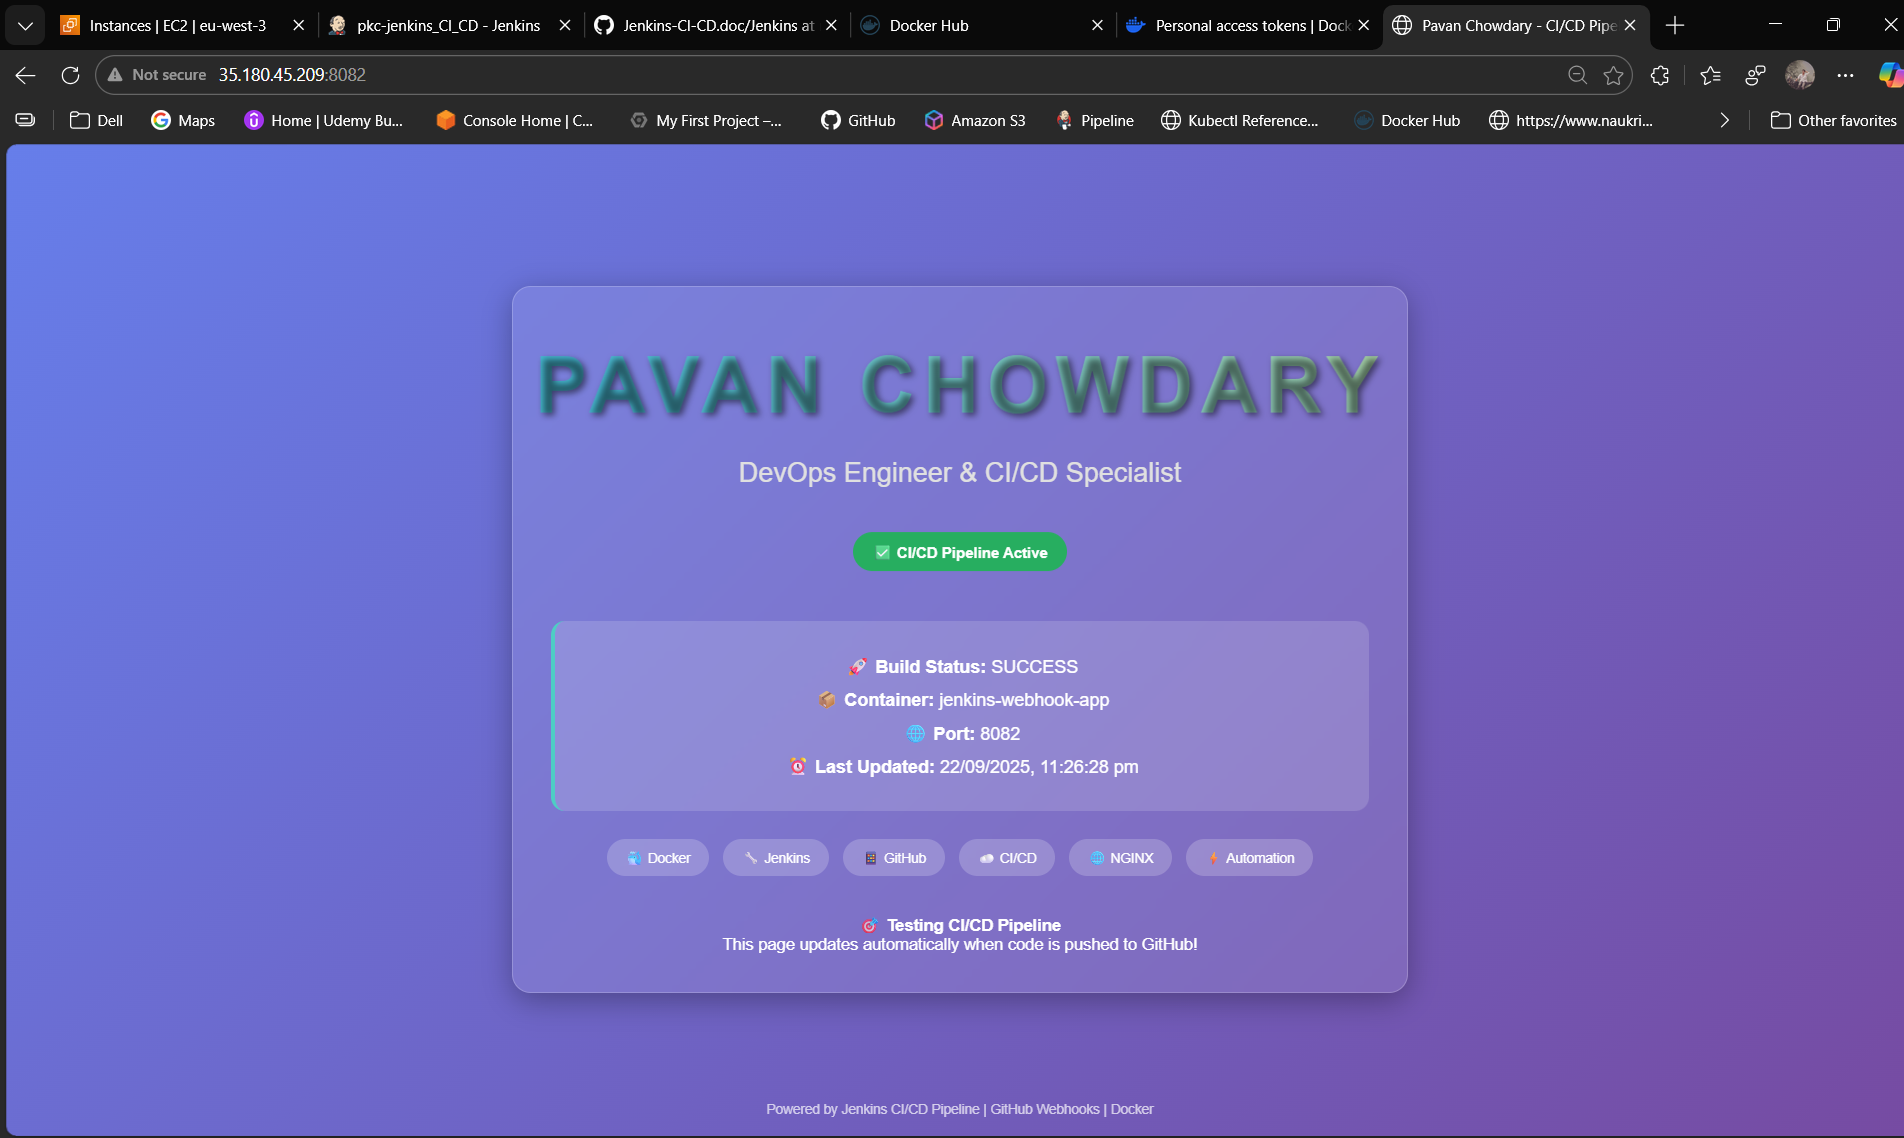 Instances | EC2 | eu-west-3
pkc-jenkins_CI_CD - Jenkins
Jenkins-CI-CD.doc/Jenkins at
Docker Hub
Personal access tokens | Dock
Pavan Chowdary - CI/CD Pipe
Not secure 35.180.45.209:8082
Dell
Maps
Home | Udemy Bu...
Console Home | C...
My First Project –...
GitHub
Amazon S3
Pipeline
Kubectl Reference...
Docker Hub
https://www.naukri...
Other favorites
PAVAN CHOWDARY
DevOps Engineer & CI/CD Specialist
✅ CI/CD Pipeline Active
🚀 Build Status: SUCCESS
📦 Container: jenkins-webhook-app
🌐 Port: 8082
⏰ Last Updated: 22/09/2025, 11:26:28 pm
Docker
Jenkins
GitHub
CI/CD
NGINX
Automation
🎯 Testing CI/CD Pipeline
This page updates automatically when code is pushed to GitHub!
Powered by Jenkins CI/CD Pipeline | GitHub Webhooks | Docker